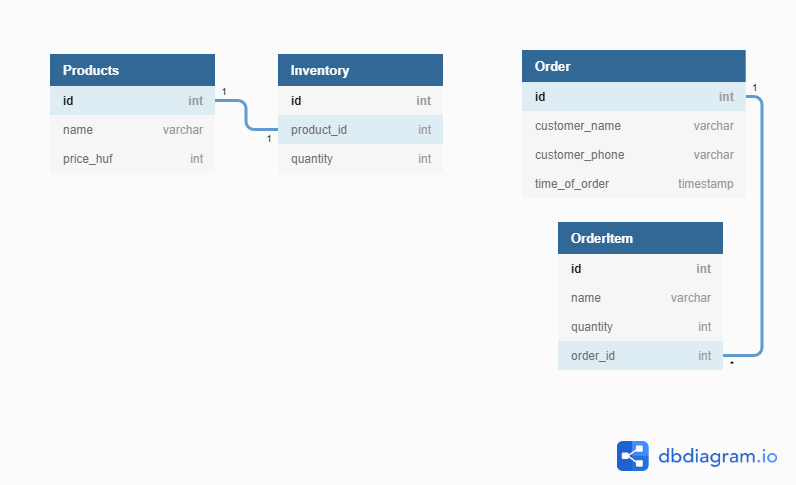 Products
id int
name varchar
price_huf int
1
1
Inventory
id int
product_id int
quantity int
Order
id int
customer_name varchar
customer_phone varchar
time_of_order timestamp
1
OrderItem
id int
name varchar
quantity int
order_id int
*
dbdiagram.io